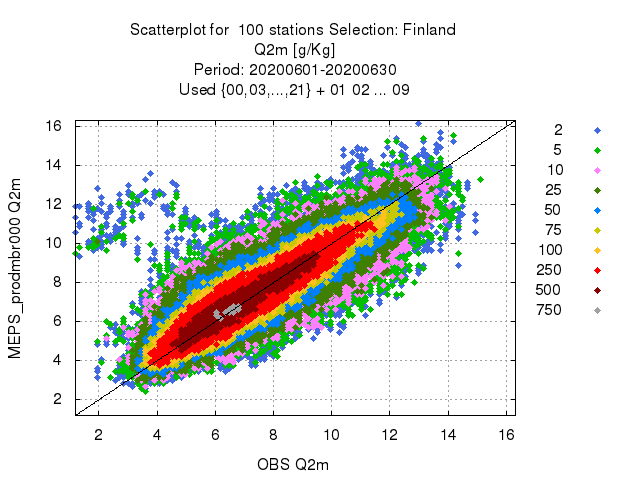 Scatterplot for 100 stations Selection: Finland
Q2m [g/Kg]
Period: 20200601-20200630
Used {00,03,...,21} + 01 02 ... 09
16
14
12
10
8
6
4
2
MEPS_prodmbr000 Q2m
2 4 6 8 10 12 14 16
OBS Q2m
2
5
10
25
50
75
100
250
500
750